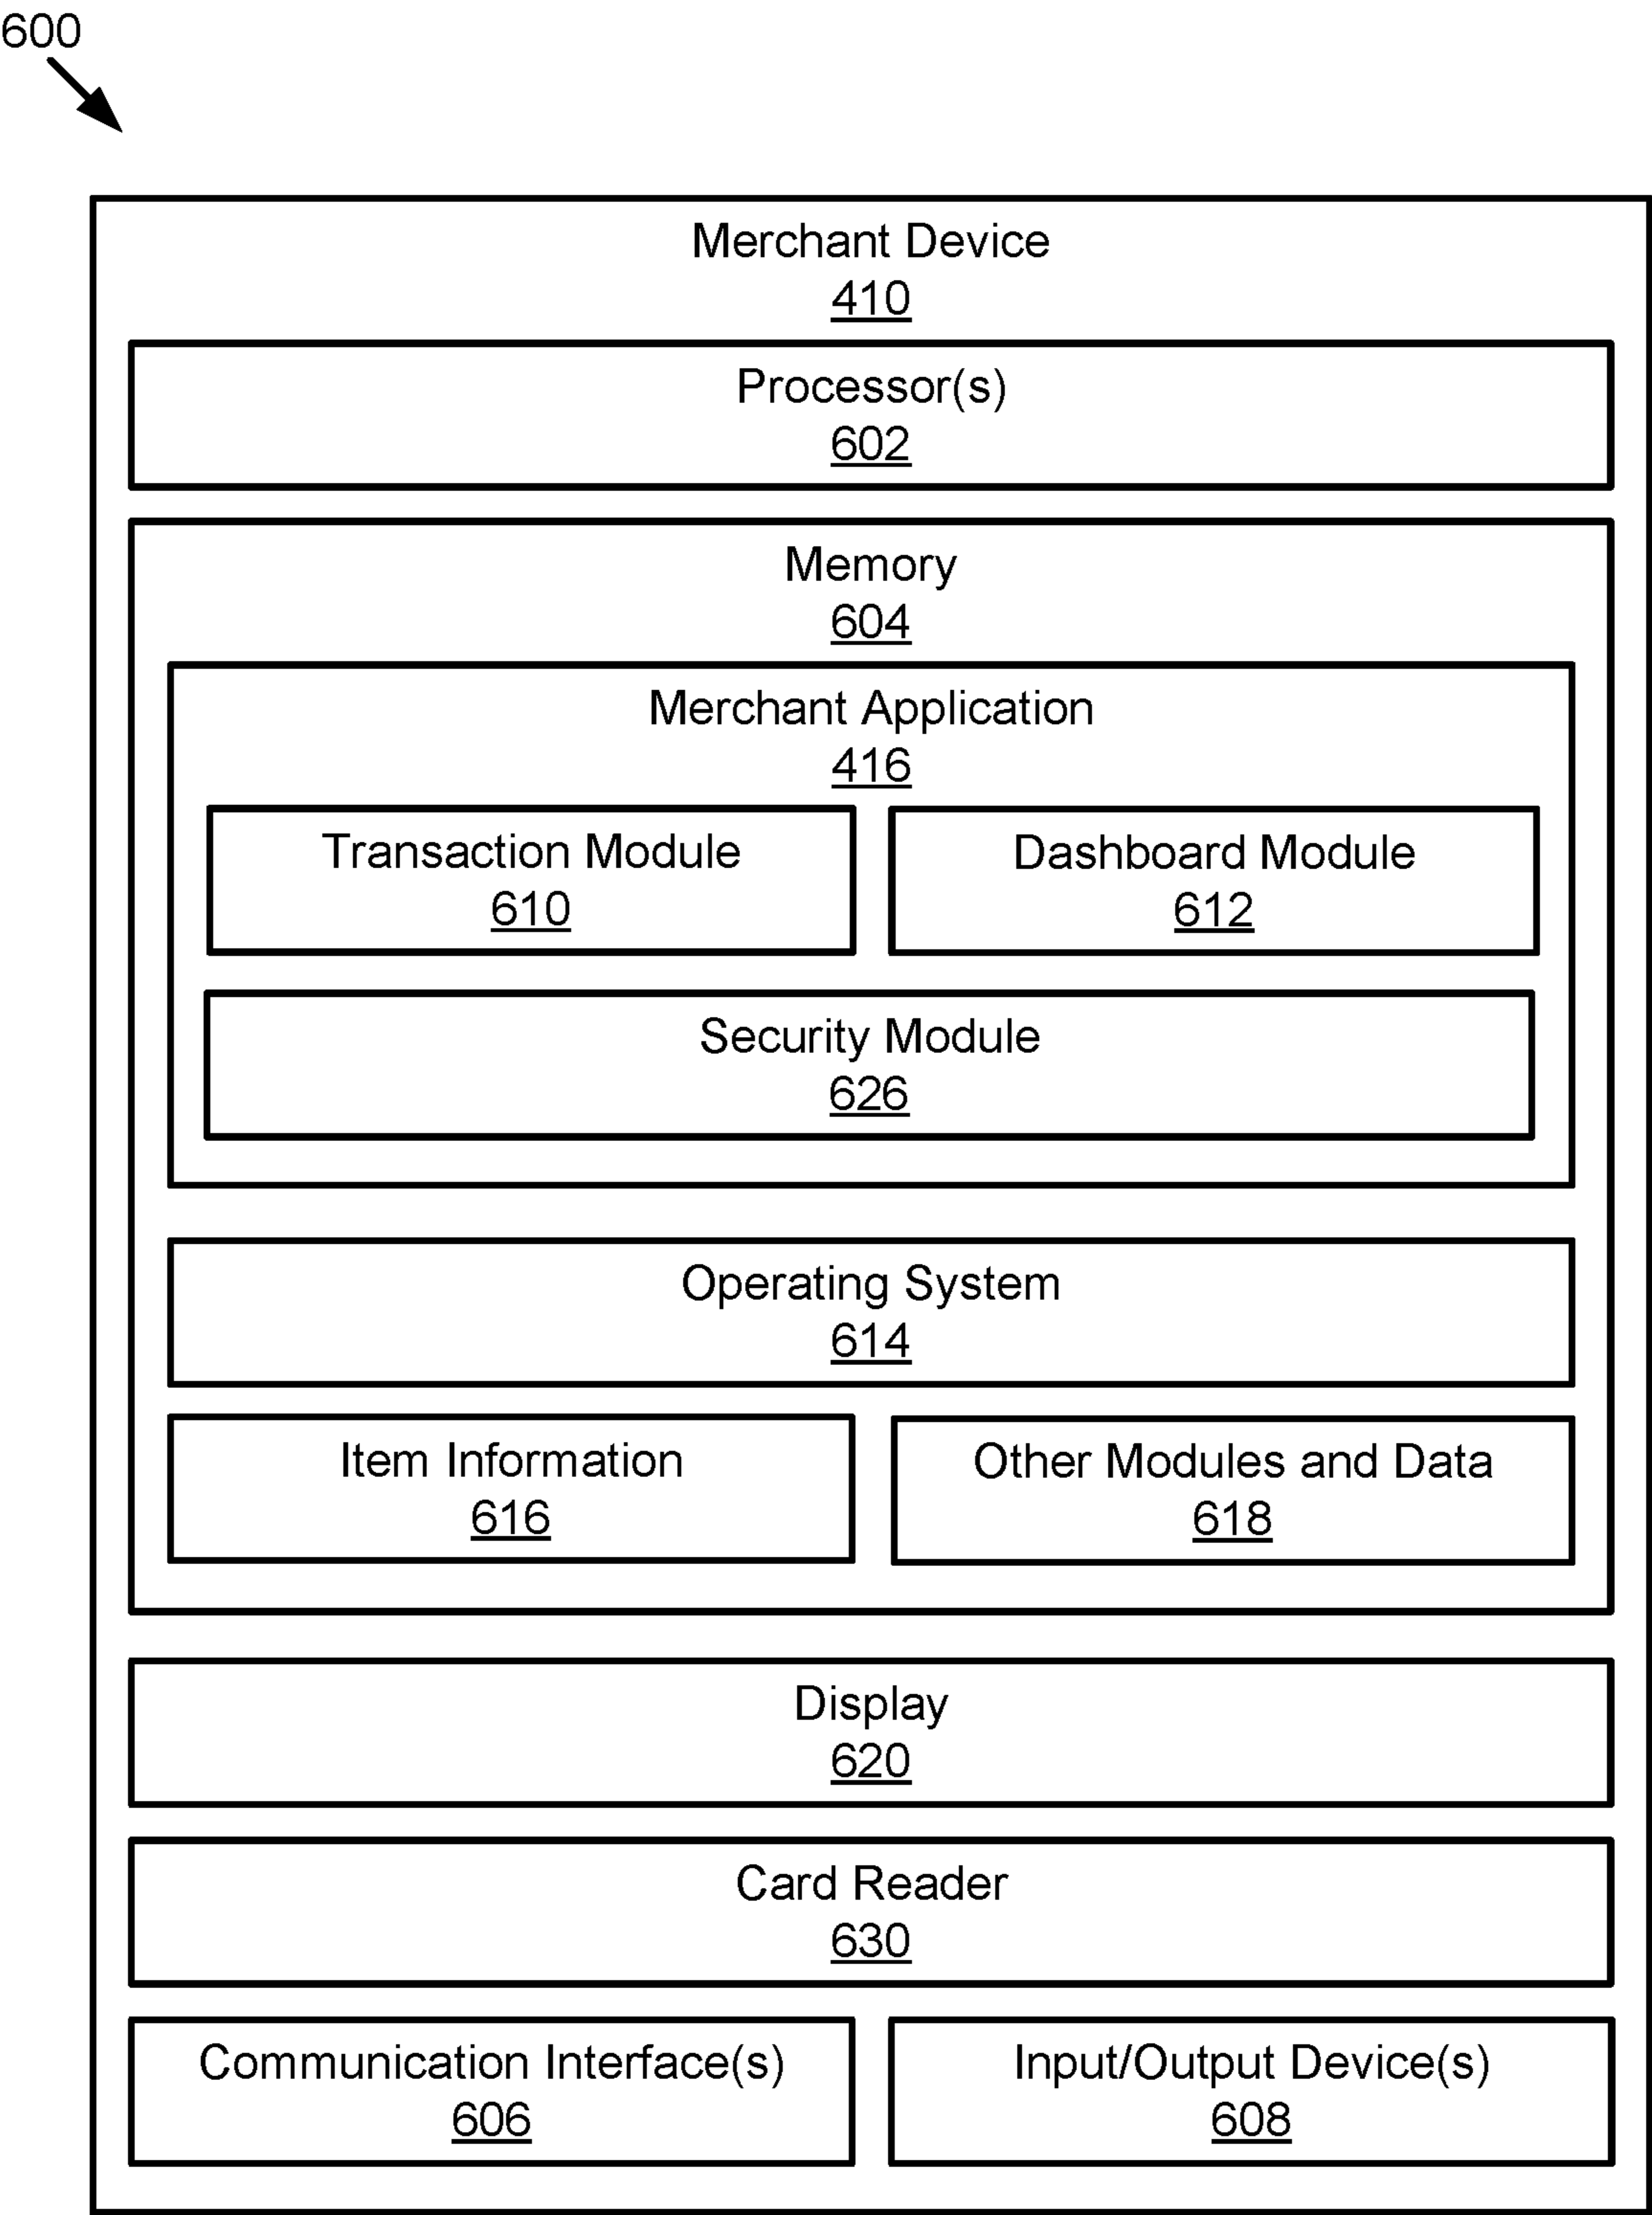 600
Merchant Device
410
Processor(s)
602
Memory
604
Merchant Application
416
Transaction Module
610
Dashboard Module
612
Security Module
626
Operating System
614
Item Information
616
Other Modules and Data
618
Display
620
Card Reader
630
Communication Interface(s)
606
Input/Output Device(s)
608